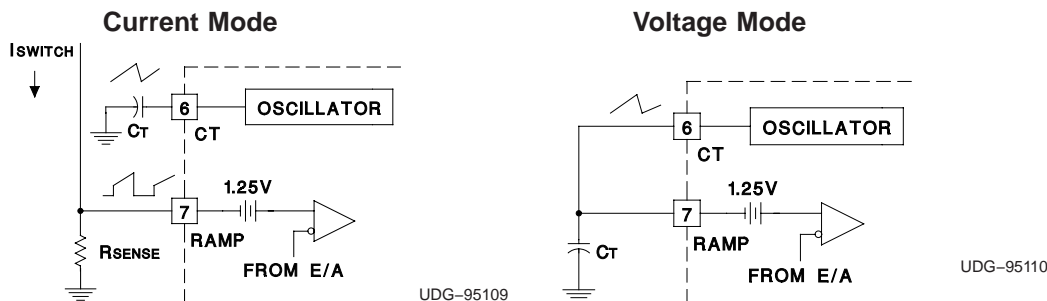 Current Mode
ISWITCH
6
OSCILLATOR
CT
CT
1.25V
7
RAMP
RSENSE
FROM E/A
UDG–95109
Voltage Mode
6
OSCILLATOR
CT
1.25V
7
RAMP
CT
FROM E/A
UDG–95110